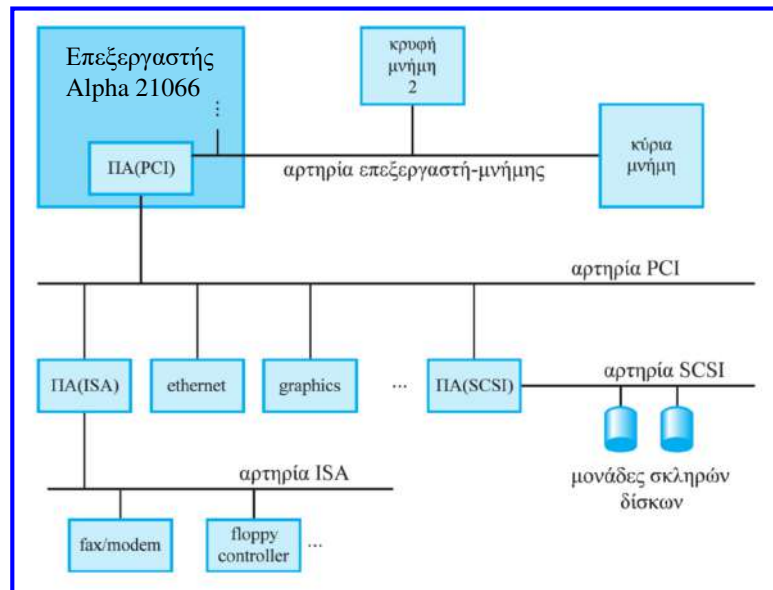 Επεξεργαστής
Alpha 21066
κρυφή
μνήμη
2
κύρια
μνήμη
ΠΑ(PCI)
αρτηρία επεξεργαστή-μνήμης
αρτηρία PCI
ΠΑ(ISA)
ethernet
graphics
...
ΠΑ(SCSI)
αρτηρία SCSI
μονάδες σκληρών
δίσκων
αρτηρία ISA
fax/modem
floppy
controller
...